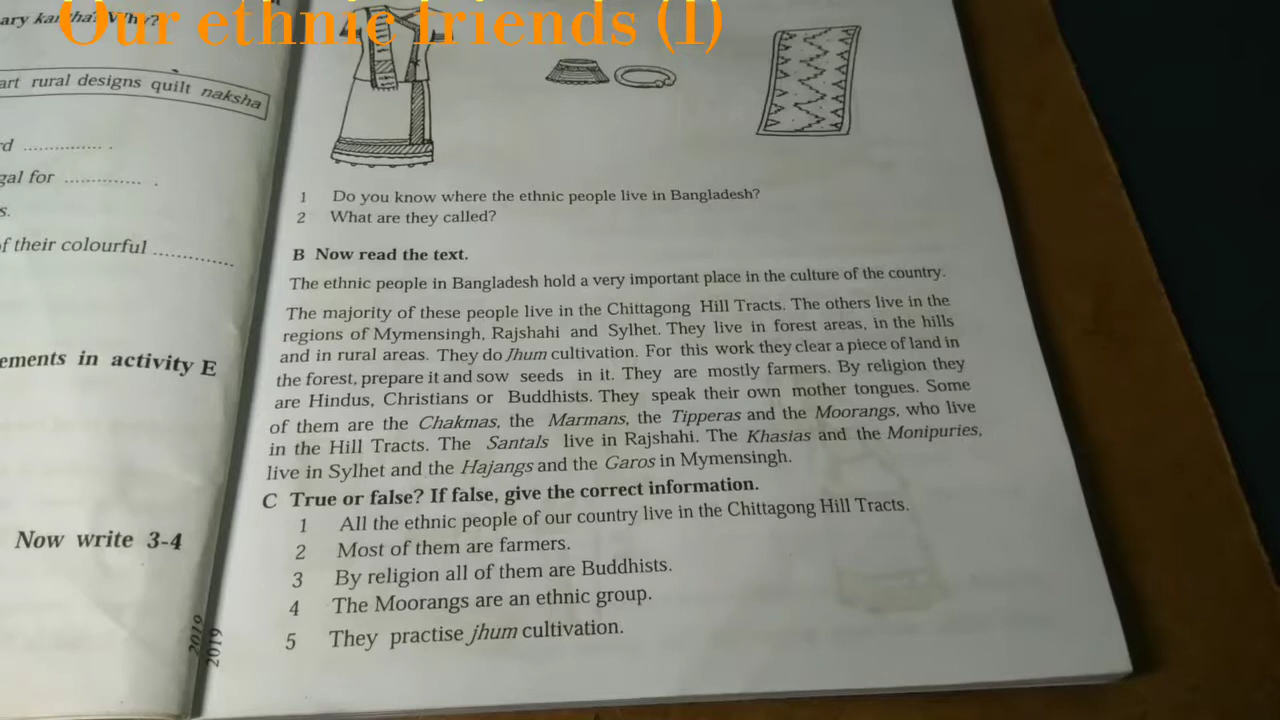 Our ethnic friends (1)
art rural designs quilt naksha
rd .............. .
gal for .............. .
s.
of their colourful ..............
ements in activity E
Now write 3-4
2019
2019
1 Do you know where the ethnic people live in Bangladesh?
2 What are they called?
B Now read the text.
The ethnic people in Bangladesh hold a very important place in the culture of the country.
The majority of these people live in the Chittagong Hill Tracts. The others live in the
regions of Mymensingh, Rajshahi and Sylhet. They live in forest areas, in the hills
and in rural areas. They do Jhum cultivation. For this work they clear a piece of land in
the forest, prepare it and sow seeds in it. They are mostly farmers. By religion they
are Hindus, Christians or Buddhists. They speak their own mother tongues. Some
of them are the Chakmas, the Marmans, the Tipperas and the Moorangs, who live
in the Hill Tracts. The Santals live in Rajshahi. The Khasias and the Monipuries,
live in Sylhet and the Hajangs and the Garos in Mymensingh.
C True or false? If false, give the correct information.
1 All the ethnic people of our country live in the Chittagong Hill Tracts.
2 Most of them are farmers.
3 By religion all of them are Buddhists.
4 The Moorangs are an ethnic group.
5 They practise jhum cultivation.